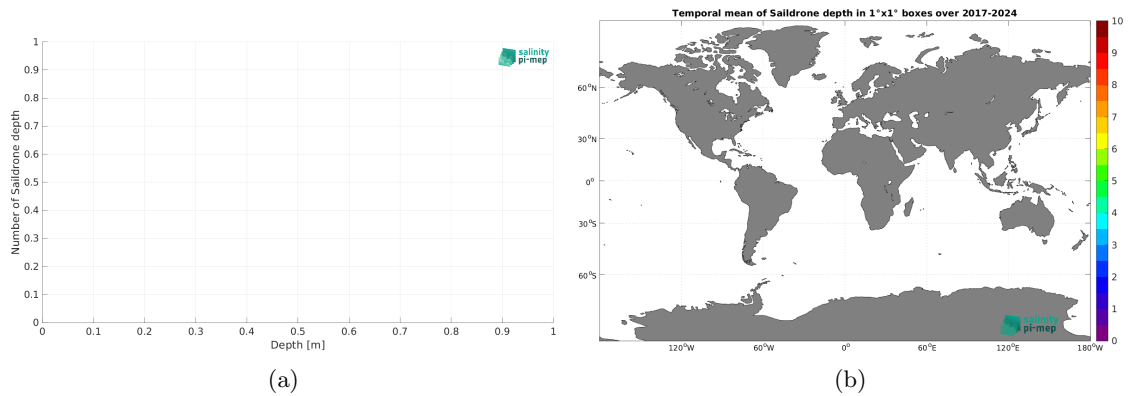 1
0.9
0.8
0.7
0.6
0.5
0.4
0.3
0.2
0.1
0
Number of Saildrone depth
0 0.1 0.2 0.3 0.4 0.5 0.6 0.7 0.8 0.9 1
Depth [m]
salinity
pi-mep
(a)
Temporal mean of Saildrone depth in 1°x1° boxes over 2017-2024
60°N
30°N
0°
30°S
60°S
120°W 60°W 0° 60°E 120°E 180°W
salinity
pi-mep
10
9
8
7
6
5
4
3
2
1
0
(b)